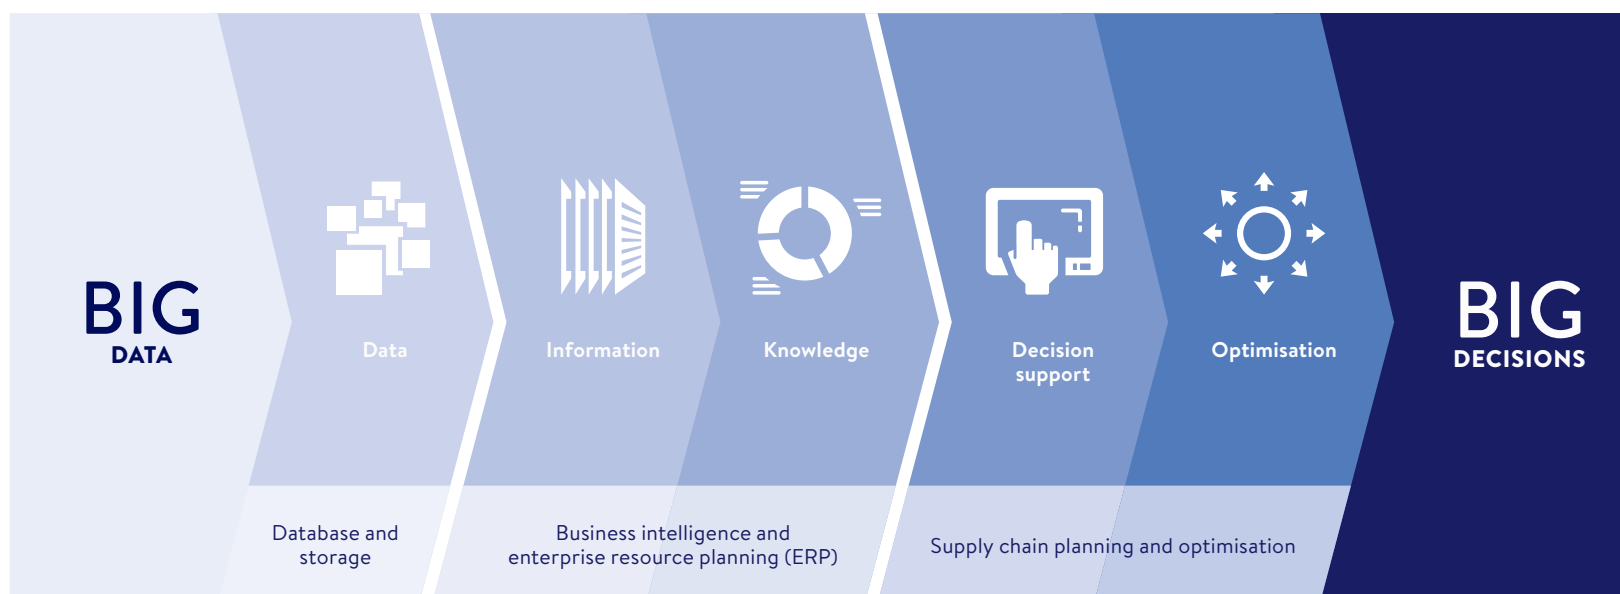 BIG
DATA
Data
Information
Knowledge
Decision
support
Optimisation
BIG
DECISIONS
Database and
storage
Business intelligence and
enterprise resource planning (ERP)
Supply chain planning and optimisation